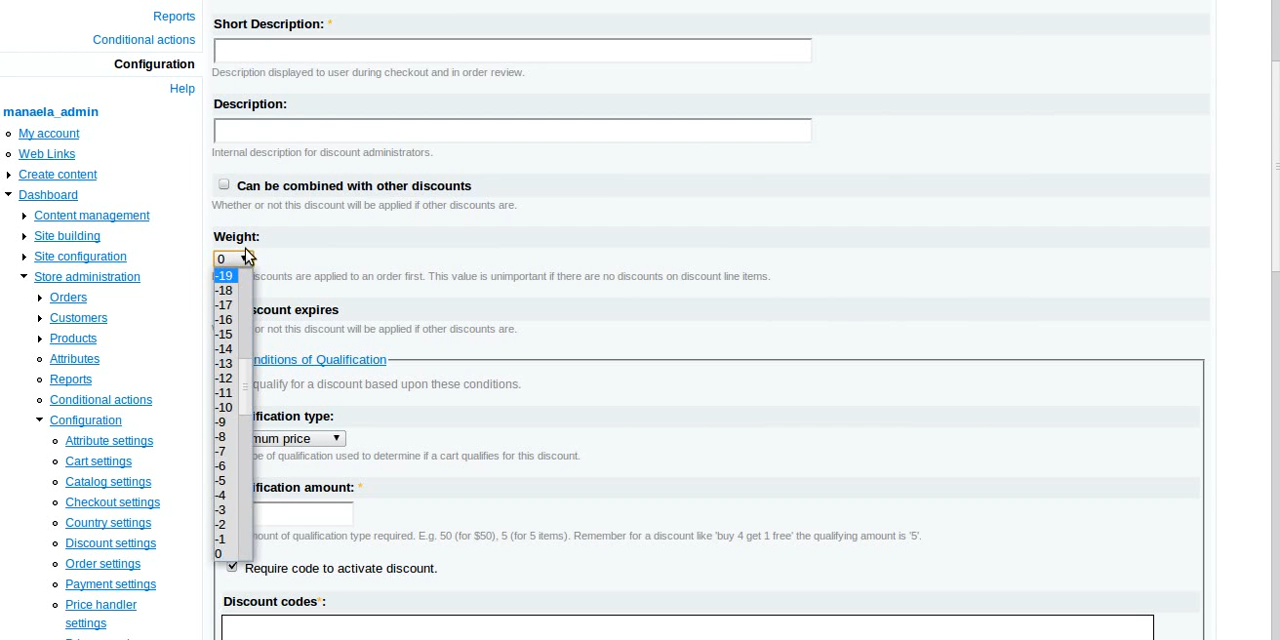 Reports
Conditional actions
Configuration
Help
manaela_admin
My account
Web Links
Create content
Dashboard
Content management
Site building
Site configuration
Store administration
Orders
Customers
Products
Attributes
Reports
Conditional actions
Configuration
Attribute settings
Cart settings
Catalog settings
Checkout settings
Country settings
Discount settings
Order settings
Payment settings
Price handler
settings
Short Description: *
Description displayed to user during checkout and in order review.
Description:
Internal description for discount administrators.
Can be combined with other discounts
Whether or not this discount will be applied if other discounts are.
Weight:
0
-19
-18
-17
-16
-15
-14
-13
-12
-11
-10
-9
-8
-7
-6
-5
-4
-3
-2
-1
0
scounts are applied to an order first. This value is unimportant if there are no discounts on discount line items.
scount expires
or not this discount will be applied if other discounts are.
nditions of Qualification
qualify for a discount based upon these conditions.
ification type:
mum price
pe of qualification used to determine if a cart qualifies for this discount.
ification amount: *
mount of qualification type required. E.g. 50 (for $50), 5 (for 5 items). Remember for a discount like 'buy 4 get 1 free' the qualifying amount is '5'.
Require code to activate discount.
Discount codes*: